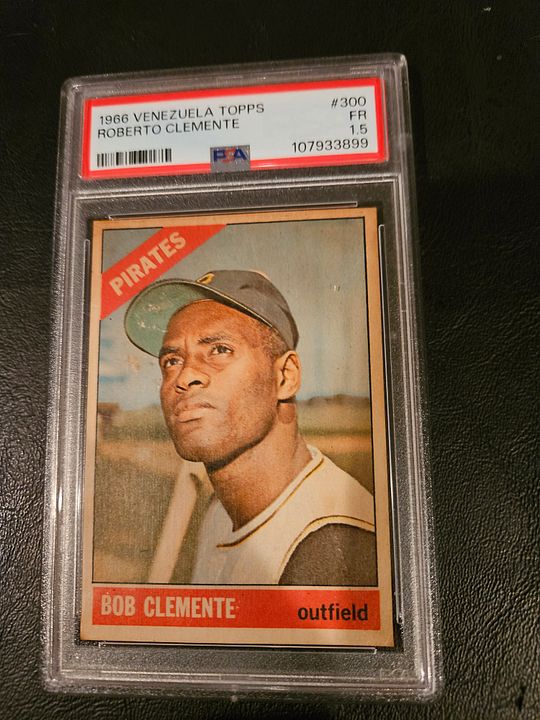 1966 VENEZUELA TOPPS #300
ROBERTO CLEMENTE FR
1.5
PSA 107933899
PIRATES
BOB CLEMENTE outfield